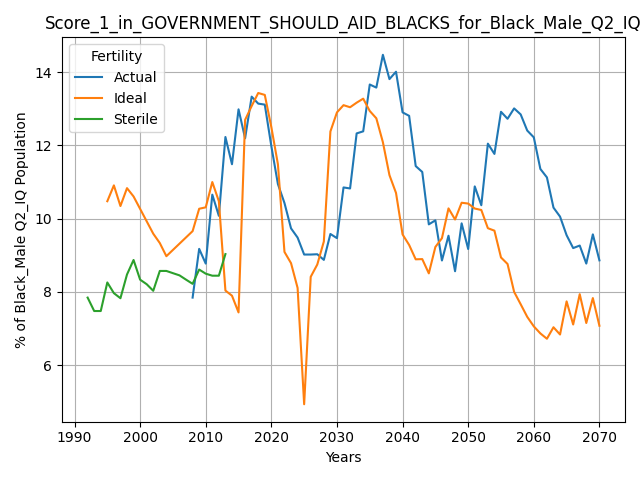 Score_1_in_GOVERNMENT_SHOULD_AID_BLACKS_for_Black_Male_Q2_IQ
Fertility
Actual
Ideal
Sterile
% of Black_Male Q2_IQ Population
14
12
10
8
6
1990 2000 2010 2020 2030 2040 2050 2060 2070
Years